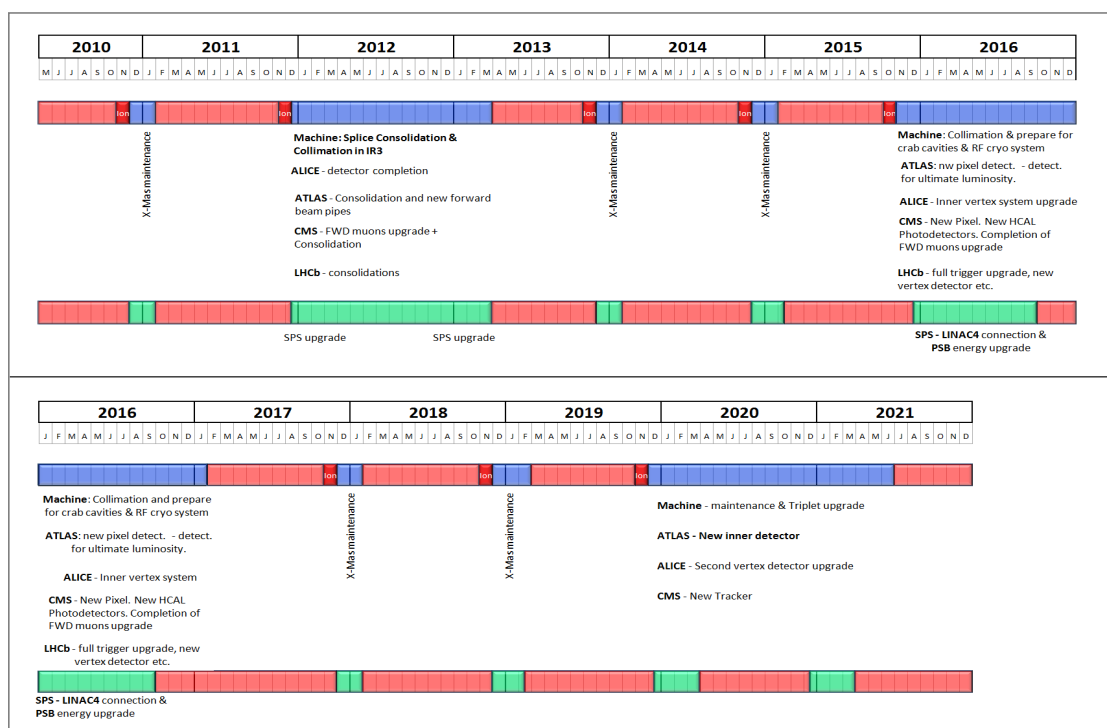 2010 2011 2012 2013 2014 2015 2016
M J J A S O N D J F M A M J J A S O N D J F M A M J J A S O N D J F M A M J J A S O N D J F M A M J J A S O N D J F M A M J J A S O N D J F M A M J J A S O N D
Ion Ion Ion Ion Ion
X-Mas maintenance
Machine: Splice Consolidation &
Collimation in IR3
ALICE - detector completion
ATLAS - Consolidation and new forward
beam pipes
CMS - FWD muons upgrade +
Consolidation
LHCb - consolidations
X-Mas maintenance
X-Mas maintenance
Machine: Collimation & prepare for
crab cavities & RF cryo system
ATLAS: nw pixel detect. - detect.
for ultimate luminosity.
ALICE - Inner vertex system upgrade
CMS - New Pixel. New HCAL
Photodetectors. Completion of
FWD muons upgrade
LHCb - full trigger upgrade, new
vertex detector etc.
SPS upgrade SPS upgrade
SPS - LINAC4 connection &
PSB energy upgrade
2016 2017 2018 2019 2020 2021
J F M A M J J A S O N D J F M A M J J A S O N D J F M A M J J A S O N D J F M A M J J A S O N D J F M A M J J A S O N D J F M A M J J A S O N D
Ion Ion Ion
Machine: Collimation and prepare
for crab cavities & RF cryo system
ATLAS: new pixel detect. - detect.
for ultimate luminosity.
ALICE - Inner vertex system
CMS - New Pixel. New HCAL
Photodetectors. Completion of
FWD muons upgrade
LHCb - full trigger upgrade, new
vertex detector etc.
X-Mas maintenance
X-Mas maintenance
Machine - maintenance & Triplet upgrade
ATLAS - New inner detector
ALICE - Second vertex detector upgrade
CMS - New Tracker
SPS - LINAC4 connection &
PSB energy upgrade